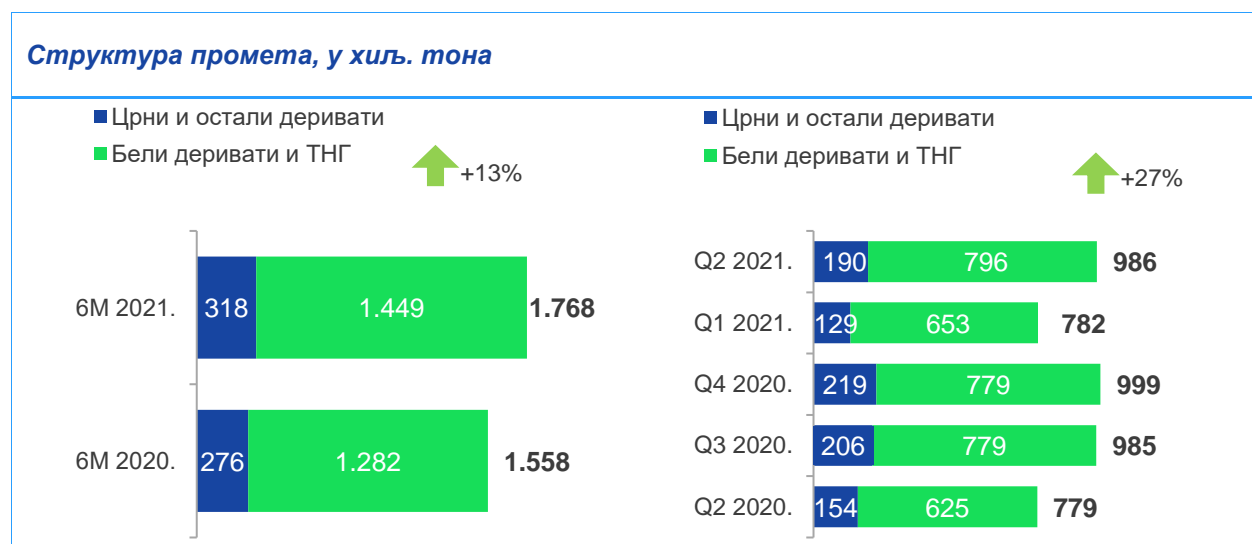 Структура промета, у хиљ. тона
Црни и остали деривати
Бели деривати и ТНГ
+13%
6M 2021. 318 1.449 1.768
6M 2020. 276 1.282 1.558
Црни и остали деривати
Бели деривати и ТНГ
+27%
Q2 2021. 190 796 986
Q1 2021. 129 653 782
Q4 2020. 219 779 999
Q3 2020. 206 779 985
Q2 2020. 154 625 779